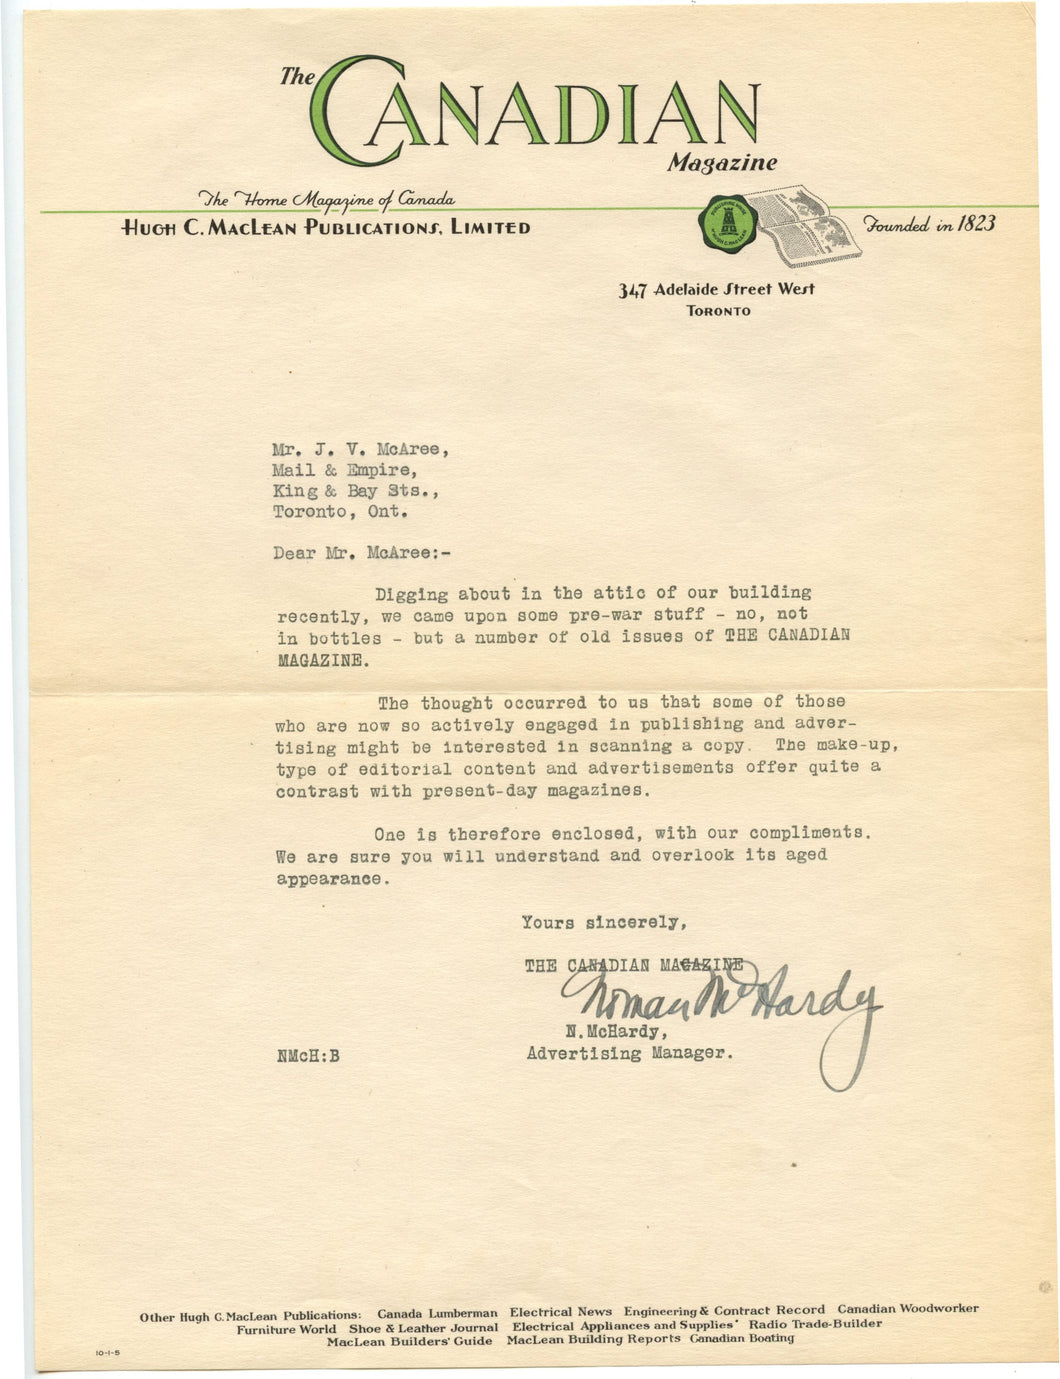 The CANADIAN
Magazine
The Home Magazine of Canada
HUGH C. MACLEAN PUBLICATIONS, LIMITED
Founded in 1823
347 Adelaide Street West
TORONTO
Mr. J. V. McAree,
Mail & Empire,
King & Bay Sts.,
Toronto, Ont.
Dear Mr. McAree:-
Digging about in the attic of our building
recently, we came upon some pre-war stuff - no, not
in bottles - but a number of old issues of THE CANADIAN
MAGAZINE.
The thought occurred to us that some of those
who are now so actively engaged in publishing and adver-
tising might be interested in scanning a copy. The make-up,
type of editorial content and advertisements offer quite a
contrast with present-day magazines.
One is therefore enclosed, with our compliments.
We are sure you will understand and overlook its aged
appearance.
Yours sincerely,
THE CANADIAN MAGAZINE
Norman McHardy
N.McHardy,
NMcH:B Advertising Manager.
Other Hugh C. MacLean Publications: Canada Lumberman Electrical News Engineering & Contract Record Canadian Woodworker
Furniture World Shoe & Leather Journal Electrical Appliances and Supplies Radio Trade-Builder
MacLean Builders' Guide MacLean Building Reports Canadian Boating
10-1-5